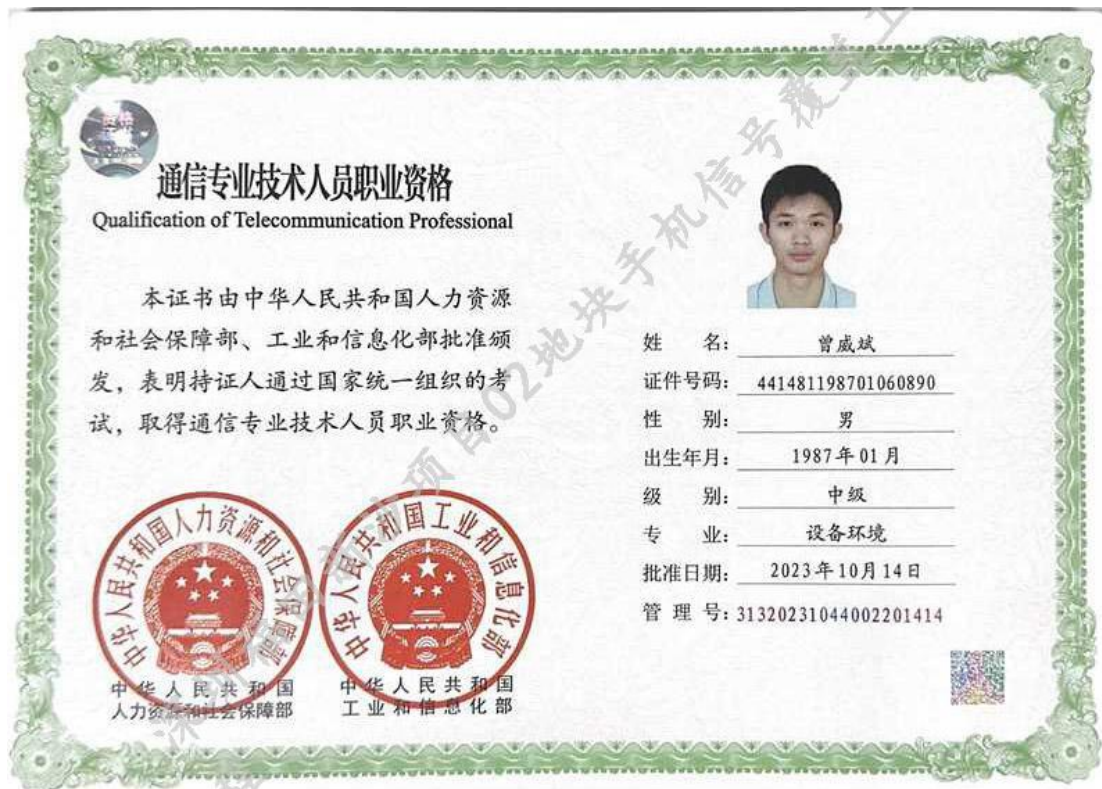 通信专业技术人员职业资格
Qualification of Telecommunication Professional
本证书由中华人民共和国人力资源
和社会保障部、工业和信息化部批准颁
发，表明持证人通过国家统一组织的考
试，取得通信专业技术人员职业资格。
中华人民共和国人力资源和社会保障部
中华人民共和国工业和信息化部
中华人民共和国
人力资源和社会保障部
中华人民共和国
工业和信息化部
姓 名：曾威斌
证件号码：441481198701060890
性 别：男
出生年月：1987年01月
级 别：中级
专 业：设备环境
批准日期：2023年10月14日
管 理 号：31320231044002201414
项目02地块手机信号覆盖工